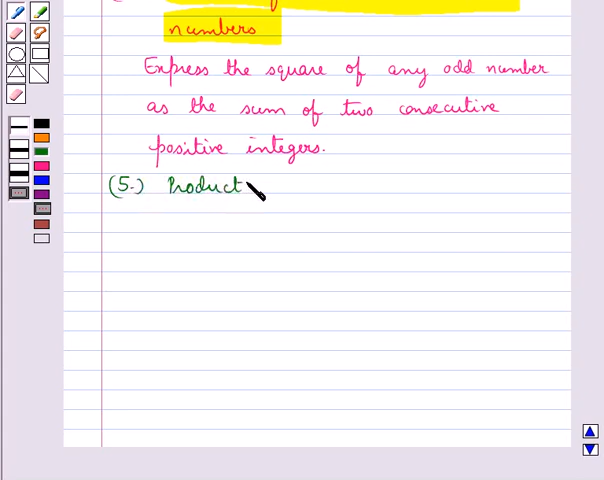 numbers
Express the square of any odd number
as the sum of two consecutive
positive integers.
(5.) Product